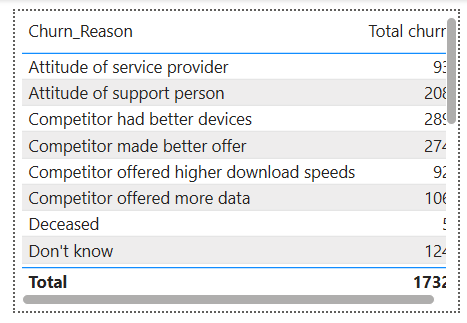 Churn_Reason Total churn
Attitude of service provider 93
Attitude of support person 208
Competitor had better devices 289
Competitor made better offer 274
Competitor offered higher download speeds 92
Competitor offered more data 106
Deceased
Don't know 124
Total 1732